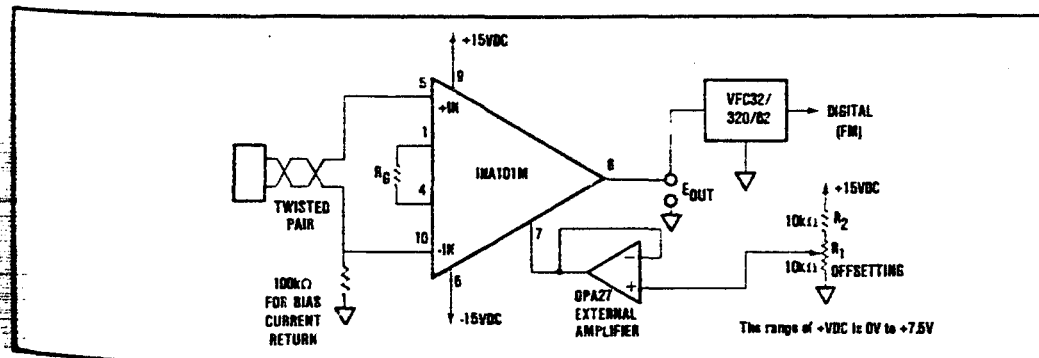 +15VDC
9
5
+IN
1
RG
4
INA101M
8
10
-IN
7
6
-15VDC
TWISTED
PAIR
100kΩ
FOR BIAS
CURRENT
RETURN
EOUT
VFC32/
320/62
DIGITAL
(FM)
-
+
OPA27
EXTERNAL
AMPLIFIER
+15VDC
10kΩ R2
R1
10kΩ OFFSETTING
The range of +VDC is 0V to +7.5V